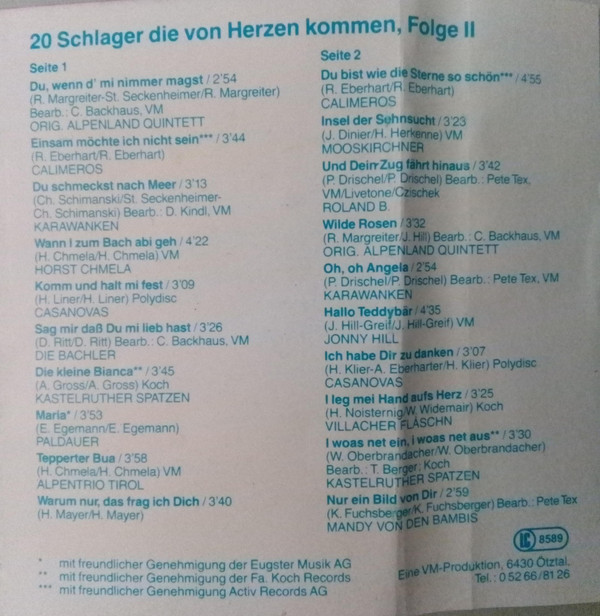 20 Schlager die von Herzen kommen, Folge II
Seite 1
Du, wenn d' mi nimmer magst / 2'54
(R. Margreiter-St. Seckenheimer/R. Margreiter)
Bearb.: C. Backhaus, VM
ORIG. ALPENLAND QUINTETT
Einsam möchte ich nicht sein*** / 3'44
(R. Eberhart/R. Eberhart)
CALIMEROS
Du schmeckst nach Meer / 3'13
(Ch. Schimanski/St. Seckenheimer-
Ch. Schimanski) Bearb.: D. Kindl, VM
KARAWANKEN
Wann I zum Bach abi geh / 4'22
(H. Chmela/H. Chmela) VM
HORST CHMELA
Komm und halt mi fest / 3'09
(H. Liner/H. Liner) Polydisc
CASANOVAS
Sag mir daß Du mi lieb hast / 3'26
(D. Ritt/D. Ritt) Bearb.: C. Backhaus, VM
DIE BACHLER
Die kleine Bianca** / 3'45
(A. Gross/A. Gross) Koch
KASTELRUTHER SPATZEN
Maria* / 3'53
(E. Egemann/E. Egemann)
PALDAUER
Tepperter Bua / 3'58
(H. Chmela/H. Chmela) VM
ALPENTRIO TIROL
Warum nur, das frag ich Dich / 3'40
(H. Mayer/H. Mayer)
Seite 2
Du bist wie die Sterne so schön*** / 4'55
(R. Eberhart/R. Eberhart)
CALIMEROS
Insel der Sehnsucht / 3'23
(J. Dinier/H. Herkenne) VM
MOOSKIRCHNER
Und Dein Zug fährt hinaus / 3'42
(P. Drischel/P. Drischel) Bearb.: Pete Tex,
VM/Livetone/Czischek
ROLAND B.
Wilde Rosen / 3'32
(R. Margreiter/J. Hill) Bearb.: C. Backhaus, VM
ORIG. ALPENLAND QUINTETT
Oh, oh Angela / 2'54
(P. Drischel/P. Drischel) Bearb.: Pete Tex, VM
KARAWANKEN
Hallo Teddybär / 4'35
(J. Hill-Greif/J. Hill-Greif) VM
JONNY HILL
Ich habe Dir zu danken / 3'07
(H. Klier-A. Eberharter/H. Klier) Polydisc
CASANOVAS
I leg mei Hand aufs Herz / 3'25
(H. Noisternig/W. Widemair) Koch
VILLACHER FLASCHN
I woas net ein, i woas net aus** / 3'30
(W. Oberbrandacher/W. Oberbrandacher)
Bearb.: T. Berger, Koch
KASTELRUTHER SPATZEN
Nur ein Bild von Dir / 2'59
(K. Fuchsberger/K. Fuchsberger) Bearb.: Pete Tex
MANDY VON DEN BAMBIS
LC 8589
* mit freundlicher Genehmigung der Eugster Musik AG
** mit freundlicher Genehmigung der Fa. Koch Records
*** mit freundlicher Genehmigung Activ Records AG
Eine VM-Produktion, 6430 Ötztal,
Tel.: 0 52 66 / 81 26